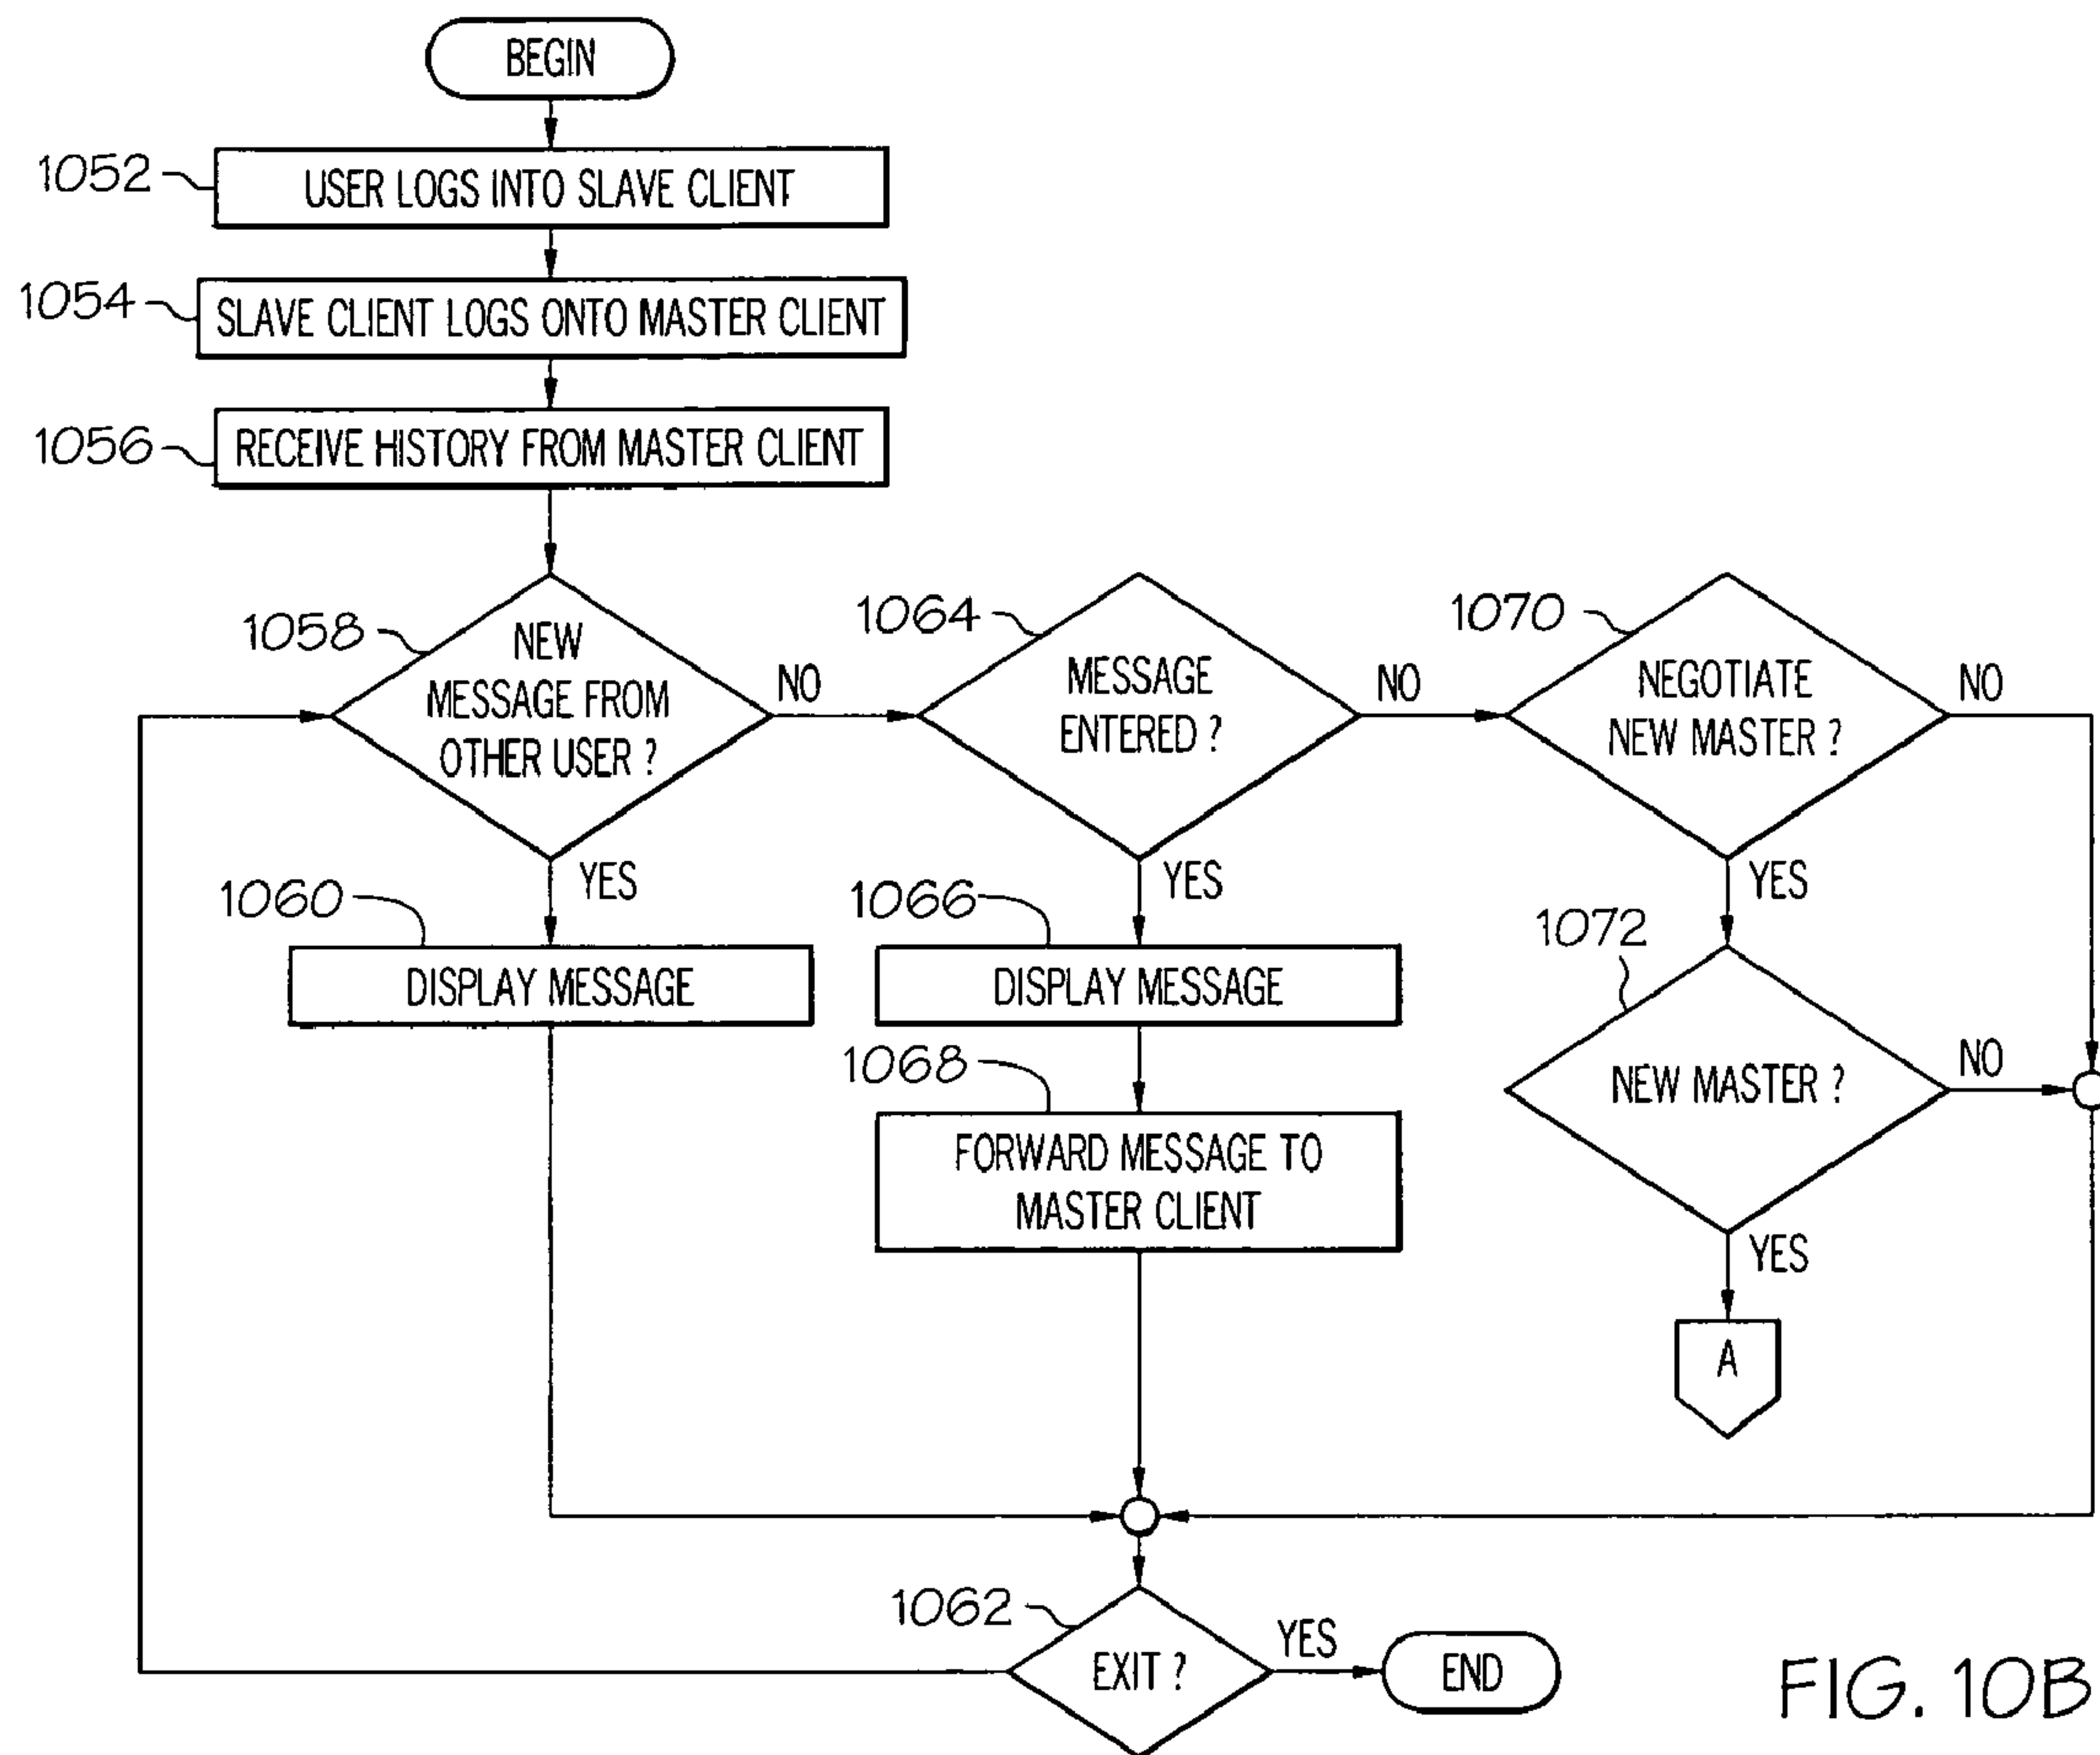 BEGIN
1052
USER LOGS INTO SLAVE CLIENT
1054
SLAVE CLIENT LOGS ONTO MASTER CLIENT
1056
RECEIVE HISTORY FROM MASTER CLIENT
1058
NEW
MESSAGE FROM
OTHER USER ?
NO
YES
1064
MESSAGE
ENTERED ?
NO
YES
1070
NEGOTIATE
NEW MASTER ?
NO
YES
1060
DISPLAY MESSAGE
1066
DISPLAY MESSAGE
1072
NEW MASTER ?
NO
YES
1068
FORWARD MESSAGE TO
MASTER CLIENT
A
1062
EXIT ?
YES
END
FIG. 10B